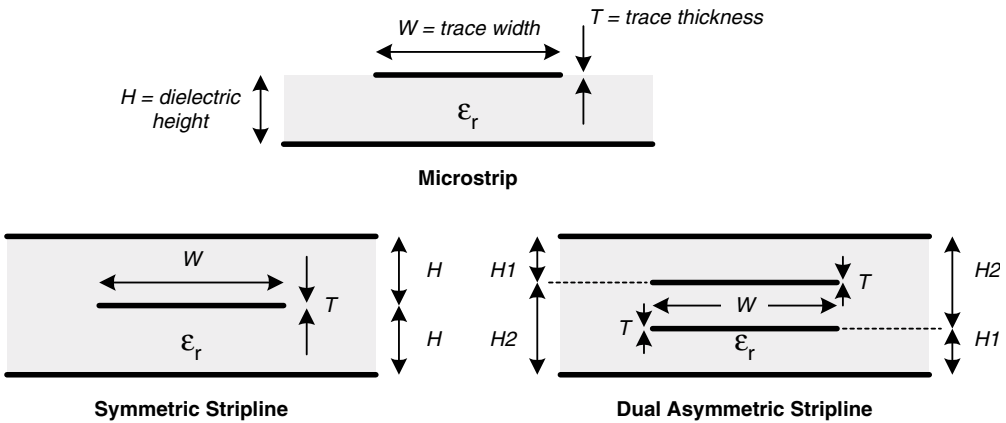 W = trace width
T = trace thickness
H = dielectric
height
εr
Microstrip
W
T
H
H
εr
Symmetric Stripline
H1
H2
T
W
T
εr
H2
H1
Dual Asymmetric Stripline